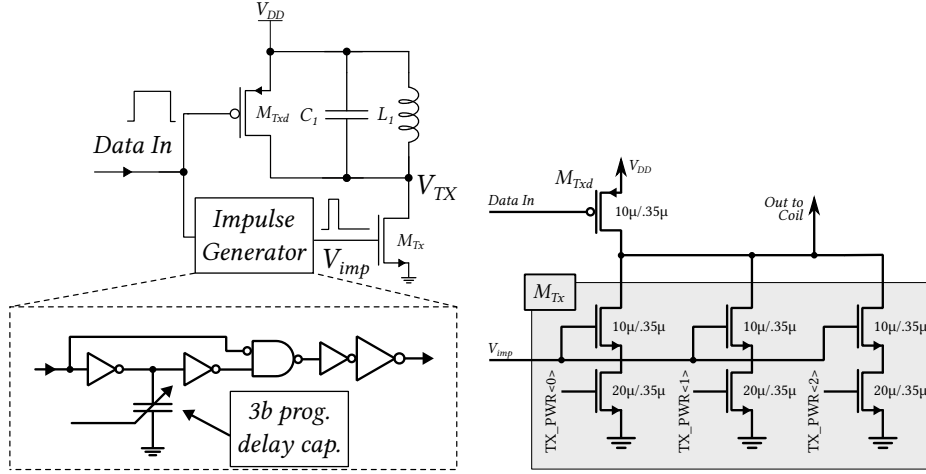 V_DD
M_Txd
C_1
L_1
Data In
V_TX
Impulse
Generator
M_Tx
V_imp
3b prog.
delay cap.
V_DD
M_Txd
Data In
10µ/.35µ
Out to
Coil
M_Tx
10µ/.35µ
10µ/.35µ
10µ/.35µ
V_imp
TX_PWR<0>
20µ/.35µ
TX_PWR<1>
20µ/.35µ
TX_PWR<2>
20µ/.35µ